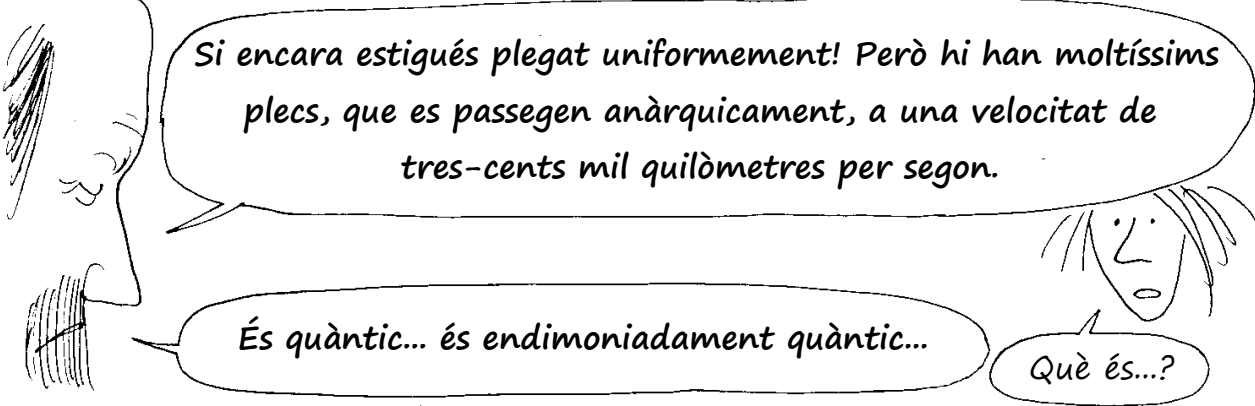 Si encara estigués plegat uniformement! Però hi han moltíssims
plecs, que es passegen anàrquicament, a una velocitat de
tres-cents mil quilòmetres per segon.
És quàntic... és endimoniadament quàntic...
Què és...?